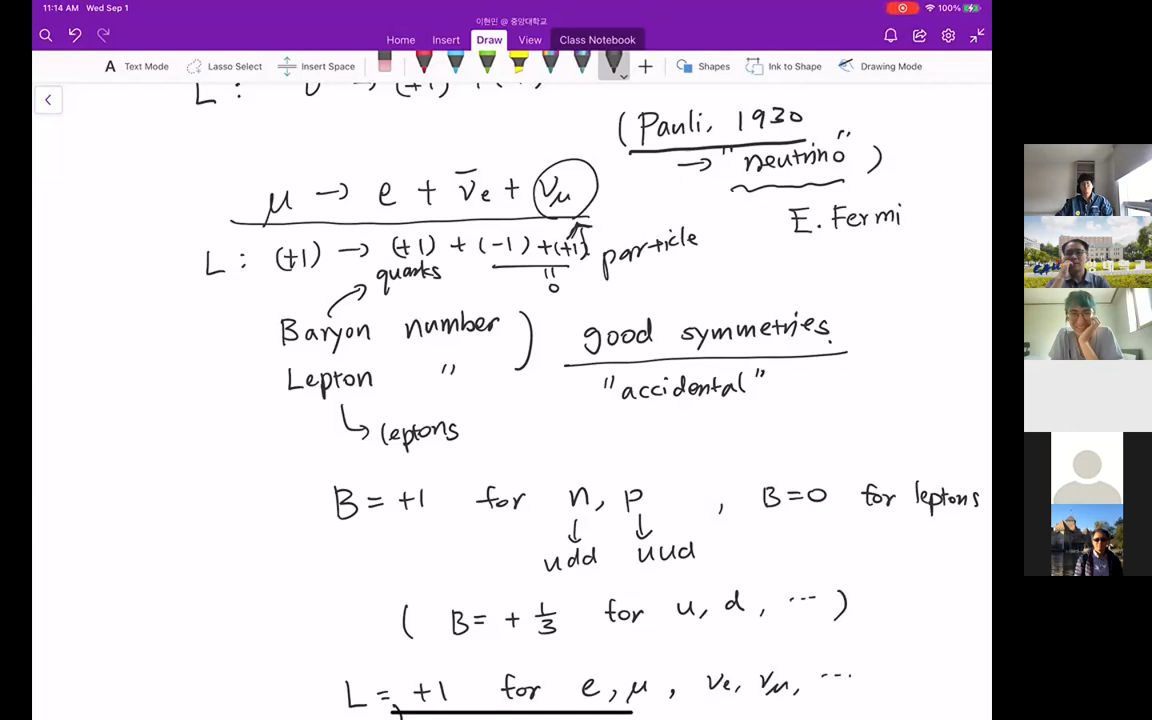 11:14 AM Wed Sep 1
100%
이현민 @ 중앙대학교
Home Insert Draw View Class Notebook
Text Mode Lasso Select Insert Space Shapes Ink to Shape Drawing Mode
(Pauli, 1930
→ "neutrino")
E. Fermi
μ → e + ν̄e + νμ
L : (+1) → (+1) + (-1) + (+1) particle
0
quarks
Baryon number ) good symmetries.
Lepton " "accidental"
leptons
B = +1 for n, p , B=0 for leptons
udd uud
( B = + 1/3 for u, d, ... )
L = +1 for e, μ, νe, νμ, ...